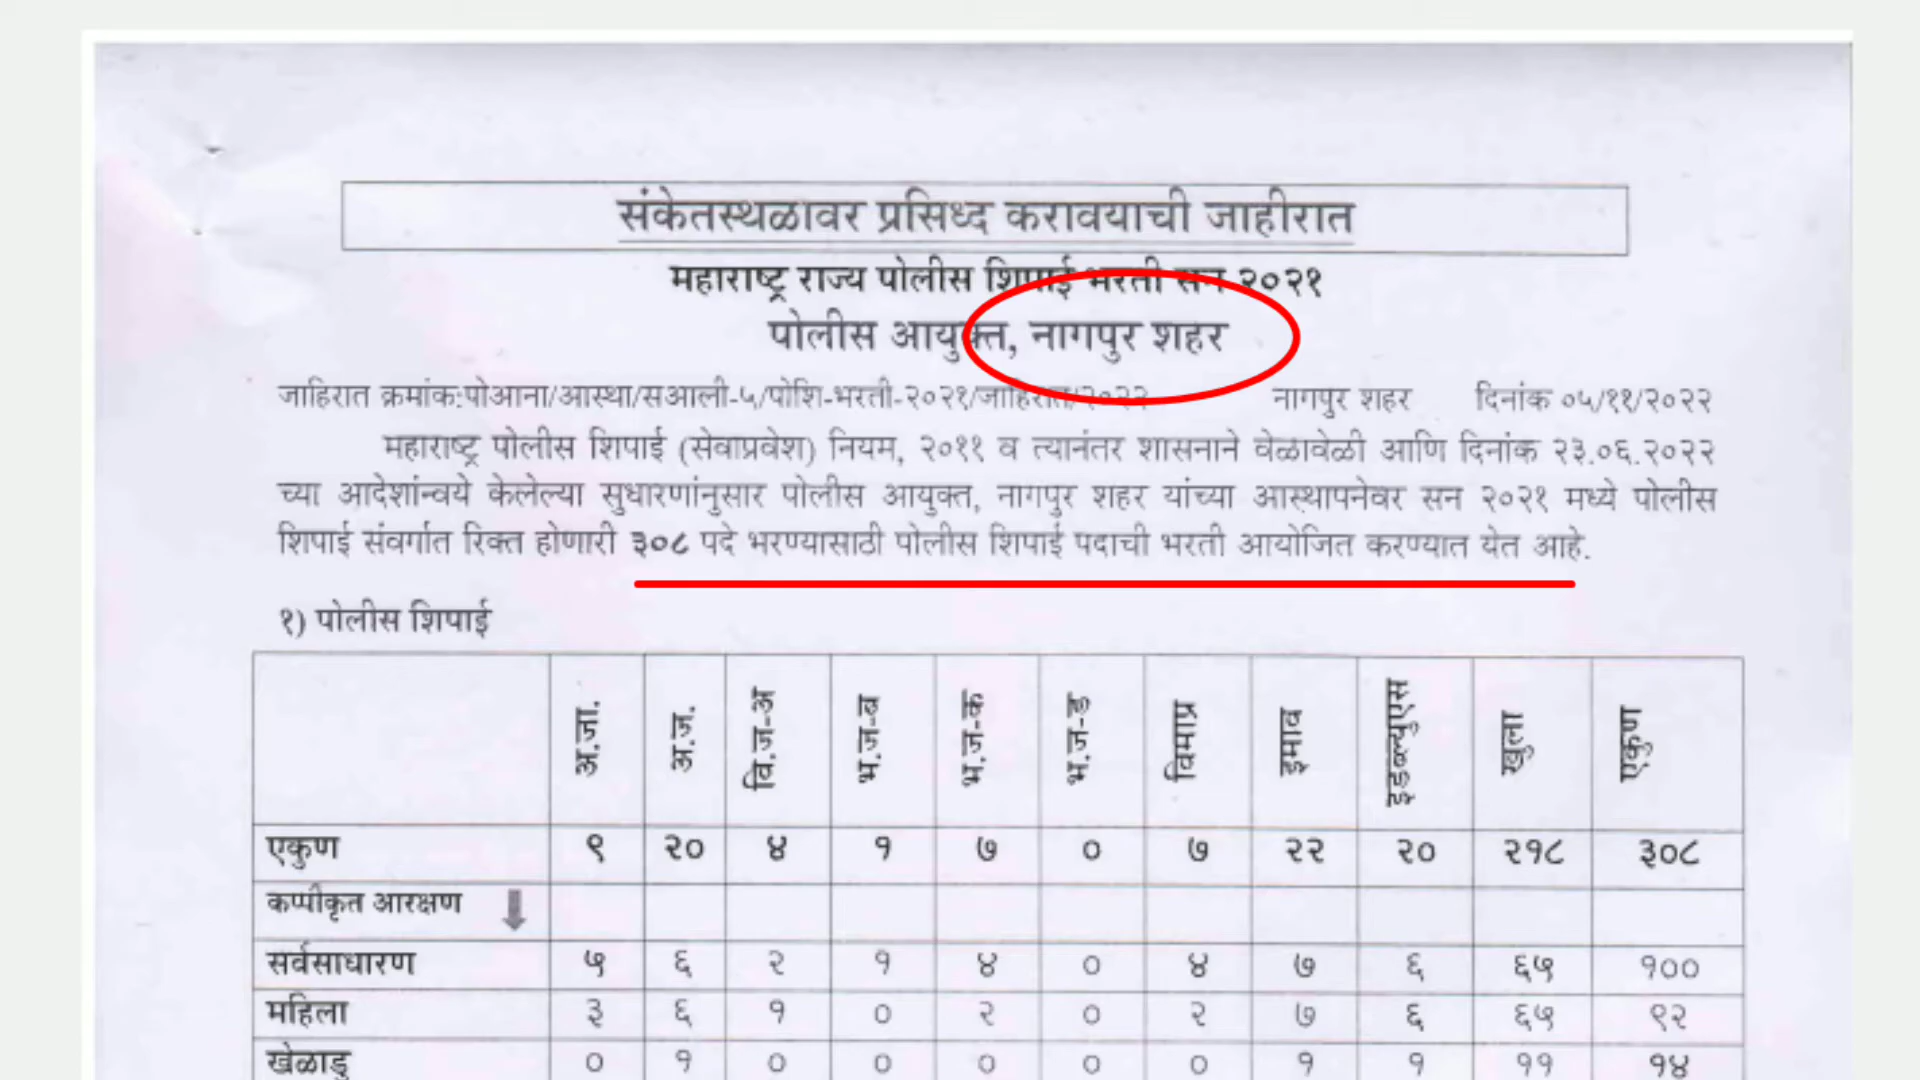 संकेतस्थळावर प्रसिध्द करावयाची जाहीरात
महाराष्ट्र राज्य पोलीस शिपाई भरती सन २०२१
पोलीस आयुक्त, नागपुर शहर
जाहिरात क्रमांक:पोआना/आस्था/सआली-५/पोशि-भरती-२०२१/जाहिरात/२०२२ नागपुर शहर दिनांक ०५/११/२०२२
महाराष्ट्र पोलीस शिपाई (सेवाप्रवेश) नियम, २०११ व त्यानंतर शासनाने वेळावेळी आणि दिनांक २३.०६.२०२२
च्या आदेशांन्वये केलेल्या सुधारणांनुसार पोलीस आयुक्त, नागपुर शहर यांच्या आस्थापनेवर सन २०२१ मध्ये पोलीस
शिपाई संवर्गात रिक्त होणारी ३०८ पदे भरण्यासाठी पोलीस शिपाई पदाची भरती आयोजित करण्यात येत आहे.
१) पोलीस शिपाई
अ.जा. अ.ज. वि.ज-अ भ.ज-ब भ.ज-क भ.ज-ड विमाप्र इमाव इडब्ल्युएस खुला एकुण
एकुण ९ २० ४ १ ७ ० ७ २२ २० २१८ ३०८
कप्पीकृत आरक्षण
सर्वसाधारण ५ ६ २ १ ४ ० ४ ७ ६ ६५ १००
महिला ३ ६ १ ० २ ० २ ७ ६ ६५ ९२
खेळाडु ० १ ० ० ० ० ० १ १ ११ १४